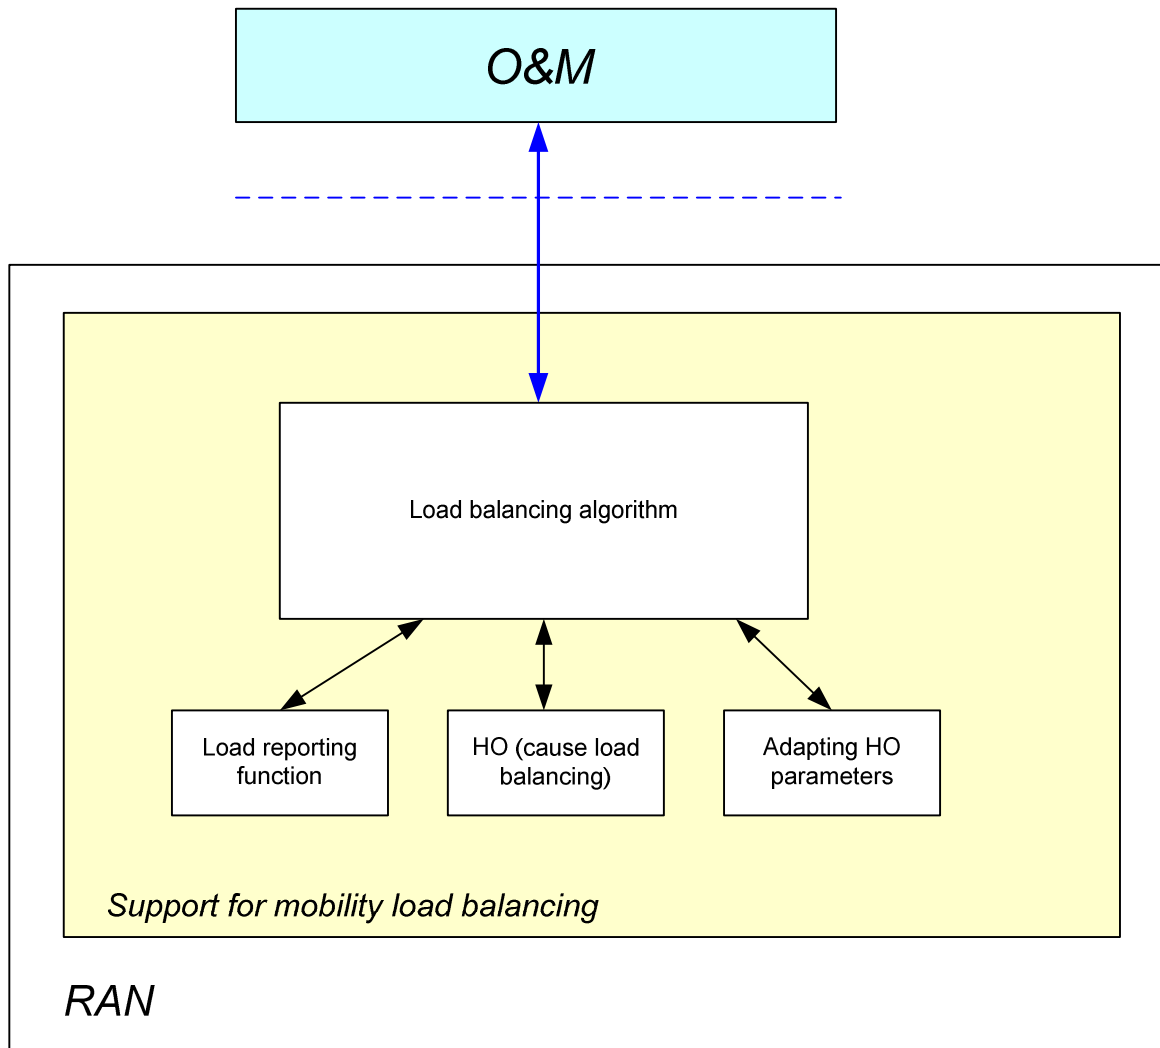 O&M
Load balancing algorithm
Load reporting
function
HO (cause load
balancing)
Adapting HO
parameters
Support for mobility load balancing
RAN